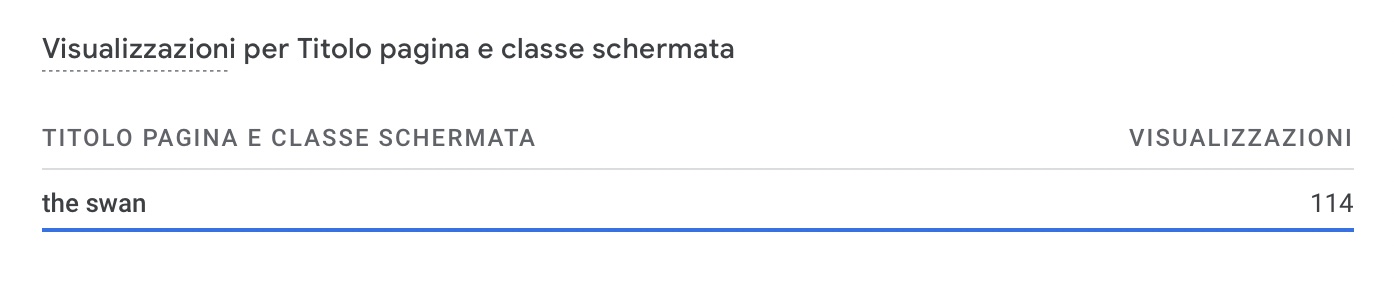 Visualizzazioni per Titolo pagina e classe schermata
TITOLO PAGINA E CLASSE SCHERMATA VISUALIZZAZIONI
the swan 114